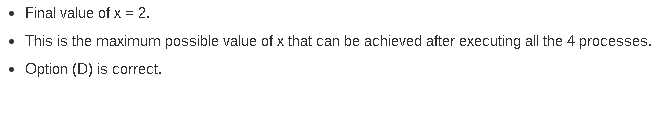 • Final value of x = 2.
• This is the maximum possible value of x that can be achieved after executing all the 4 processes.
• Option (D) is correct.